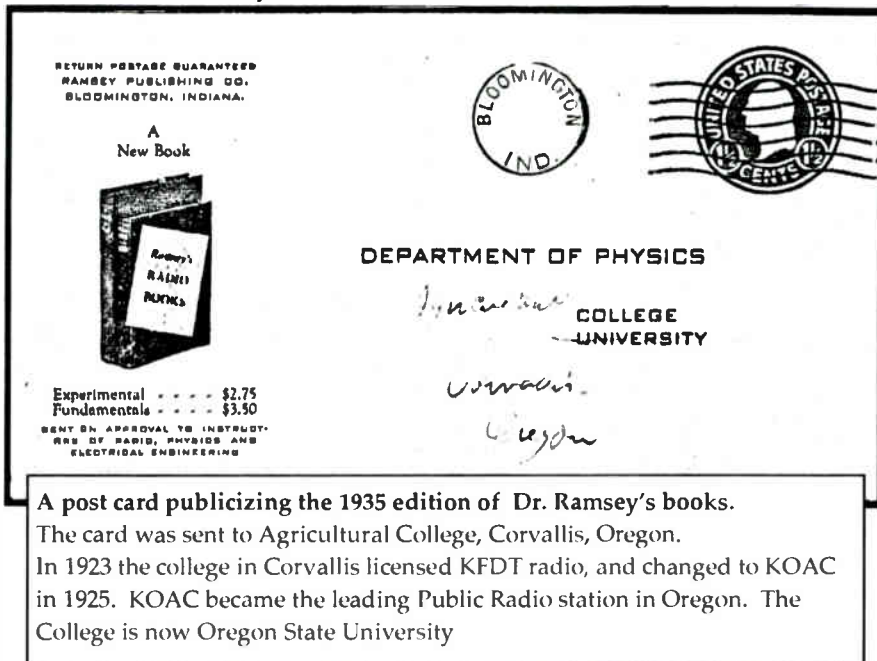 RETURN POSTAGE GUARANTEED
RAMSEY PUBLISHING CO.
BLOOMINGTON, INDIANA.
A
New Book
Ramsey's
RADIO
BOOKS
Experimental - - - - $2.75
Fundamentals - - - - $3.50
SENT ON APPROVAL TO INSTRUCT-
ORS OF RADIO, PHYSICS AND
ELECTRICAL ENGINEERING
BLOOMINGTON
IND.
UNITED STATES POSTAGE
1½ CENTS 1½
DEPARTMENT OF PHYSICS
COLLEGE
UNIVERSITY
Corvallis.
Oregon
A post card publicizing the 1935 edition of Dr. Ramsey's books.
The card was sent to Agricultural College, Corvallis, Oregon.
In 1923 the college in Corvallis licensed KFDT radio, and changed to KOAC
in 1925. KOAC became the leading Public Radio station in Oregon. The
College is now Oregon State University